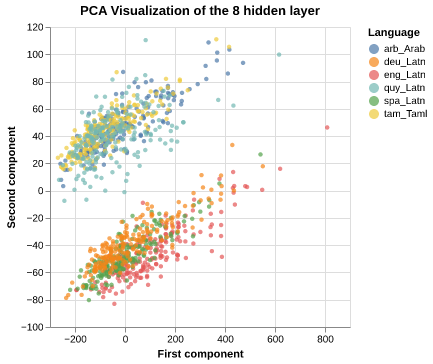 PCA Visualization of the 8 hidden layer
Language
arb_Arab
deu_Latn
eng_Latn
quy_Latn
spa_Latn
tam_Taml
Second component
120
100
80
60
40
20
0
−20
−40
−60
−80
−100
−200 0 200 400 600 800
First component